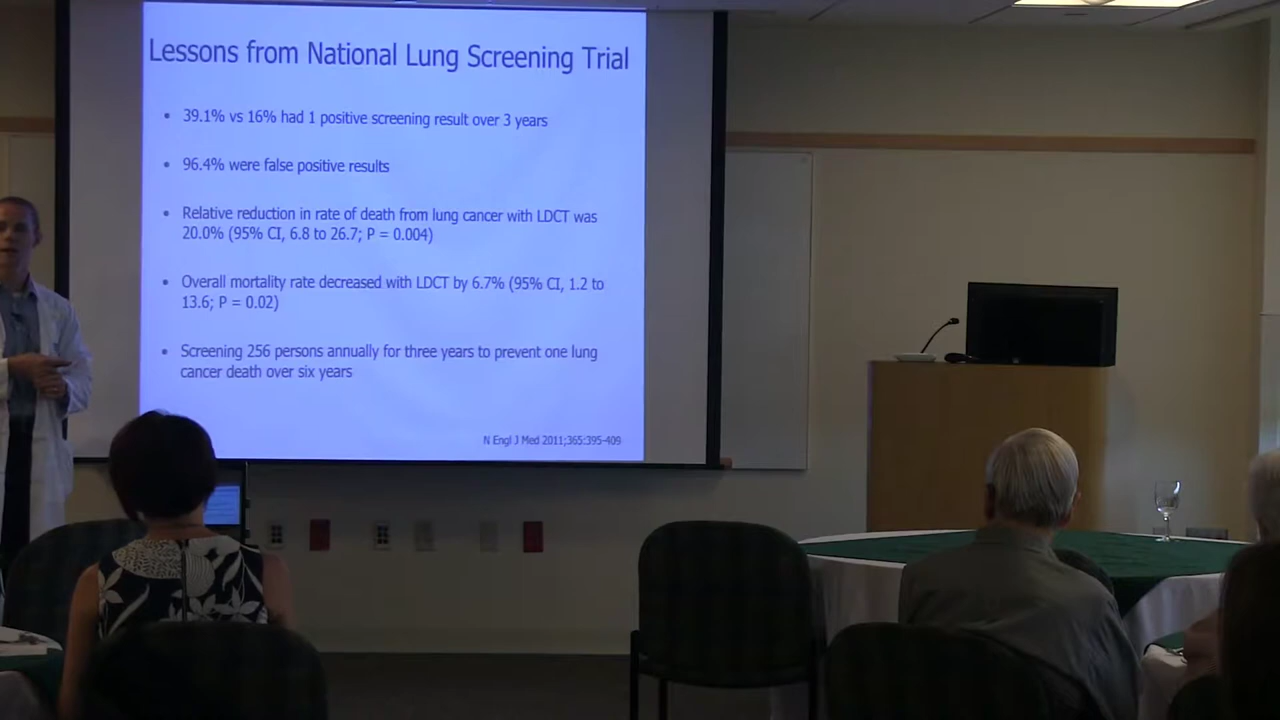 Lessons from National Lung Screening Trial
• 39.1% vs 16% had 1 positive screening result over 3 years
• 96.4% were false positive results
• Relative reduction in rate of death from lung cancer with LDCT was
20.0% (95% CI, 6.8 to 26.7; P = 0.004)
• Overall mortality rate decreased with LDCT by 6.7% (95% CI, 1.2 to
13.6; P = 0.02)
• Screening 256 persons annually for three years to prevent one lung
cancer death over six years
N Engl J Med 2011;365:395-409